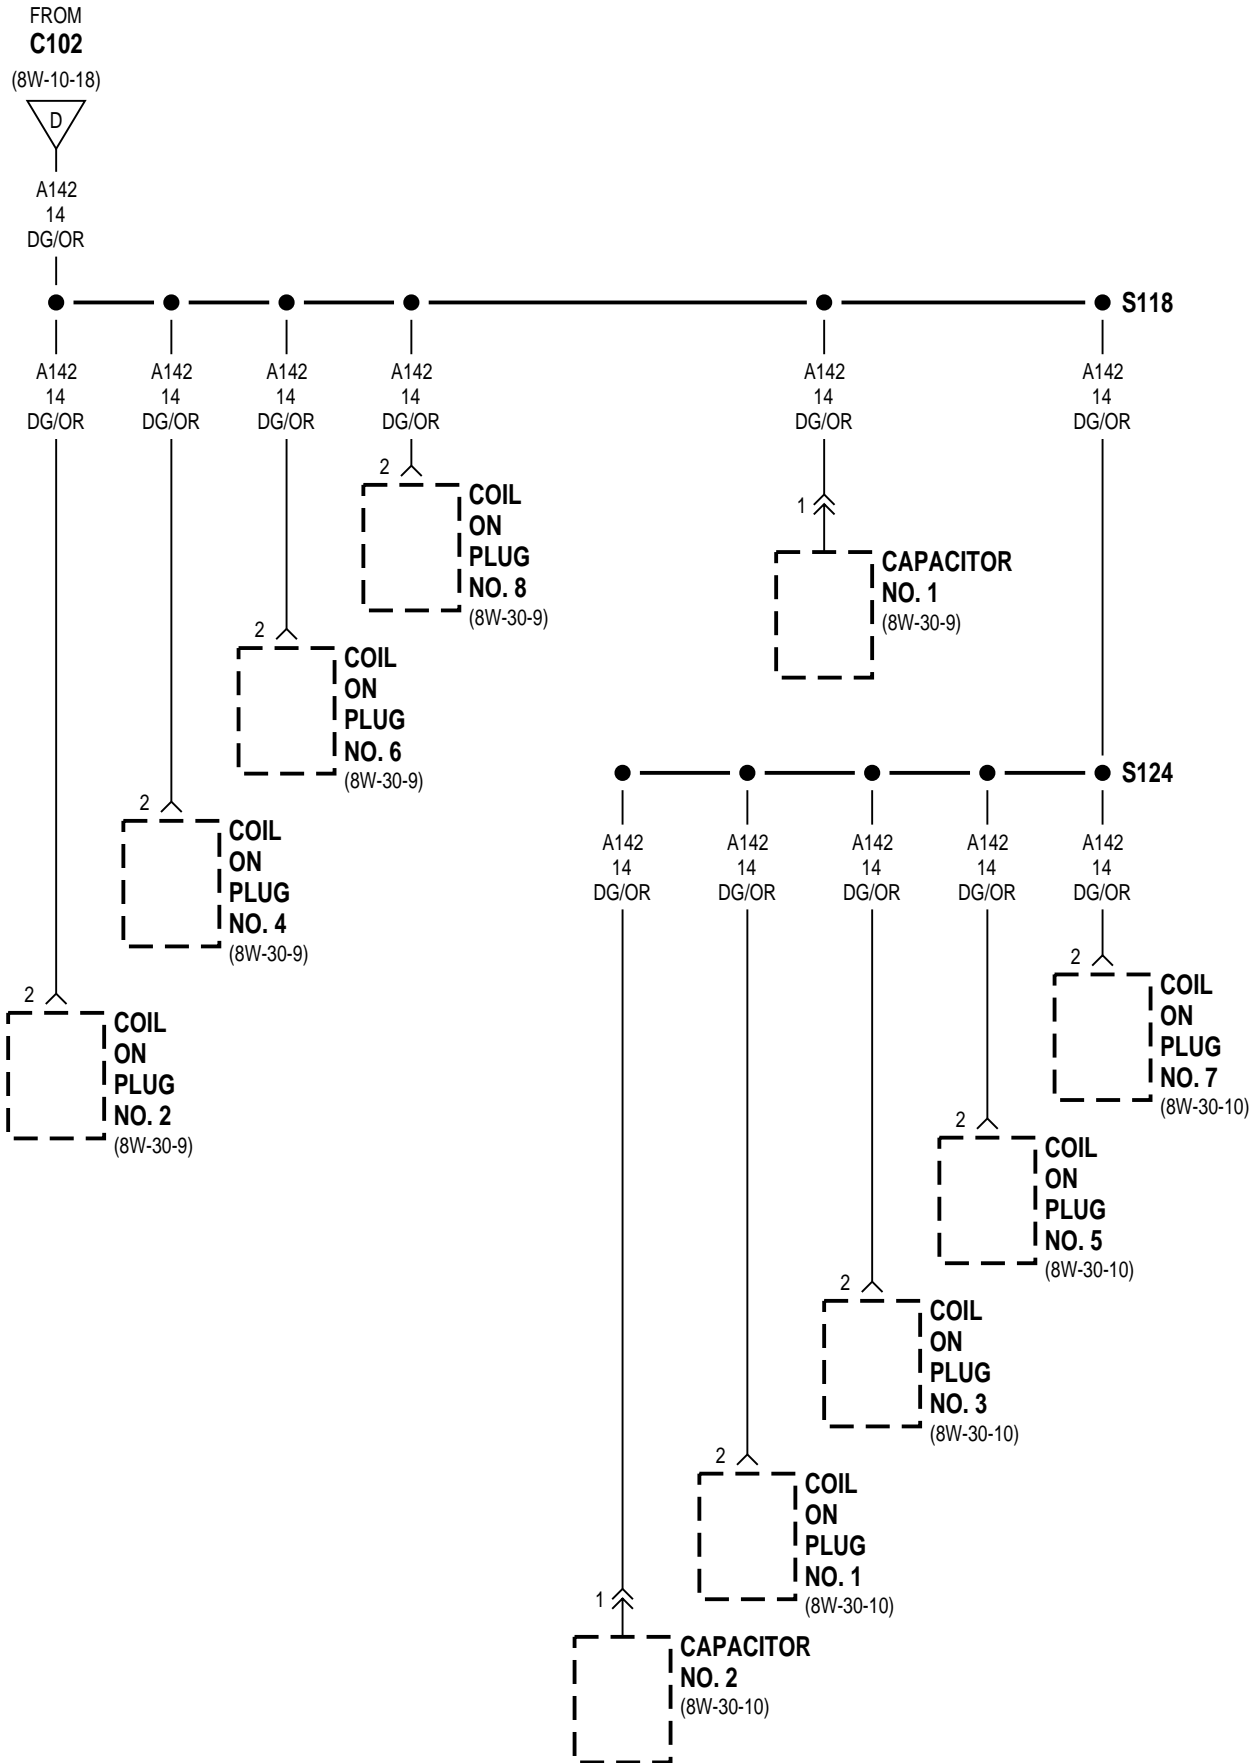 FROM
C102
(8W-10-18)
D
A142
14
DG/OR
S118
A142
14
DG/OR
A142
14
DG/OR
A142
14
DG/OR
A142
14
DG/OR
A142
14
DG/OR
A142
14
DG/OR
2
COIL
ON
PLUG
NO. 8
(8W-30-9)
1
CAPACITOR
NO. 1
(8W-30-9)
2
COIL
ON
PLUG
NO. 6
(8W-30-9)
2
COIL
ON
PLUG
NO. 4
(8W-30-9)
2
COIL
ON
PLUG
NO. 2
(8W-30-9)
S124
A142
14
DG/OR
A142
14
DG/OR
A142
14
DG/OR
A142
14
DG/OR
A142
14
DG/OR
2
COIL
ON
PLUG
NO. 7
(8W-30-10)
2
COIL
ON
PLUG
NO. 5
(8W-30-10)
2
COIL
ON
PLUG
NO. 3
(8W-30-10)
2
COIL
ON
PLUG
NO. 1
(8W-30-10)
1
CAPACITOR
NO. 2
(8W-30-10)